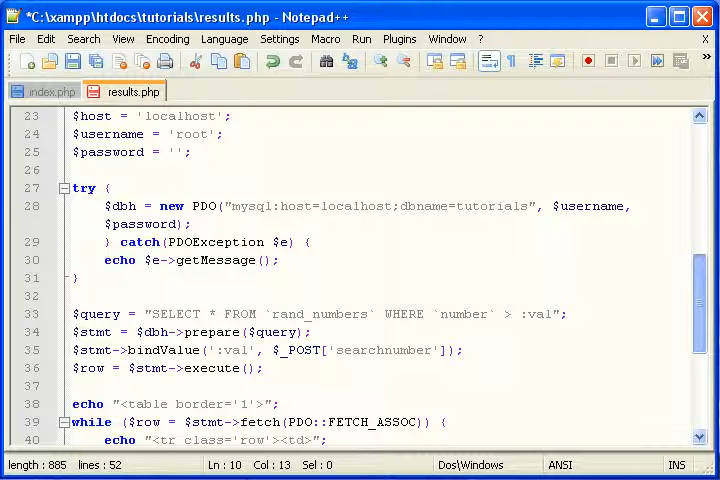 *C:\xampp\htdocs\tutorials\results.php - Notepad++
File Edit Search View Encoding Language Settings Macro Run Plugins Window ? X
index.php results.php
23 $host = 'localhost';
24 $username = 'root';
25 $password = '';
26
27 try {
28 $dbh = new PDO("mysql:host=localhost;dbname=tutorials", $username,
$password);
29 } catch(PDOException $e) {
30 echo $e->getMessage();
31 }
32
33 $query = "SELECT * FROM `rand_numbers` WHERE `number` > :val";
34 $stmt = $dbh->prepare($query);
35 $stmt->bindValue(':val', $_POST['searchnumber']);
36 $row = $stmt->execute();
37
38 echo "<table border='1'>";
39 while ($row = $stmt->fetch(PDO::FETCH_ASSOC)) {
40 echo "<tr class='row'><td>";
length : 885 lines : 52 Ln : 10 Col : 13 Sel : 0 Dos\Windows ANSI INS